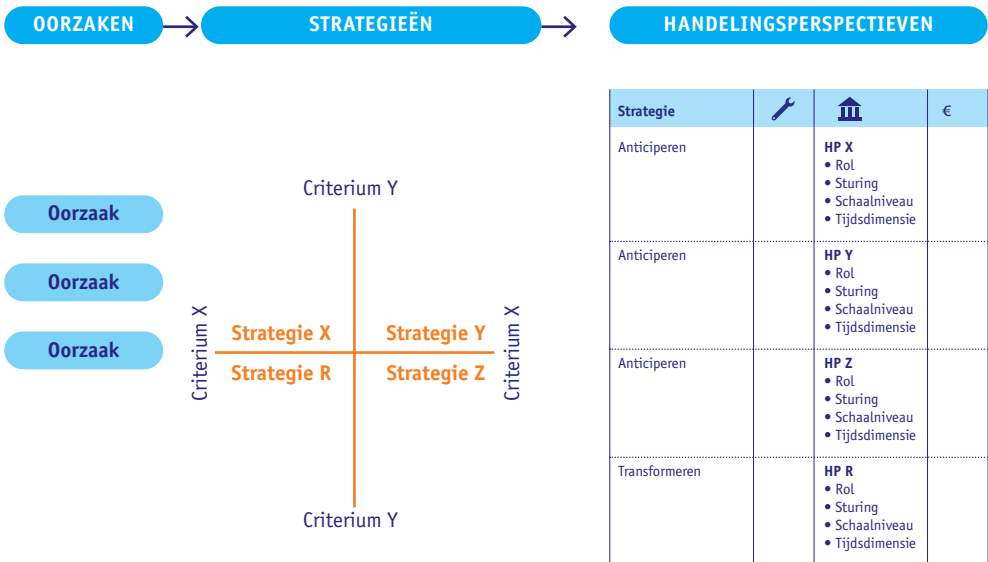 OORZAKEN
STRATEGIEËN
HANDELINGSPERSPECTIEVEN
Oorzaak
Oorzaak
Oorzaak
Criterium Y
Criterium X
Strategie X
Strategie Y
Strategie R
Strategie Z
Criterium X
Criterium Y
Strategie €
Anticiperen HP X
• Rol
• Sturing
• Schaalniveau
• Tijdsdimensie
Anticiperen HP Y
• Rol
• Sturing
• Schaalniveau
• Tijdsdimensie
Anticiperen HP Z
• Rol
• Sturing
• Schaalniveau
• Tijdsdimensie
Transformeren HP R
• Rol
• Sturing
• Schaalniveau
• Tijdsdimensie